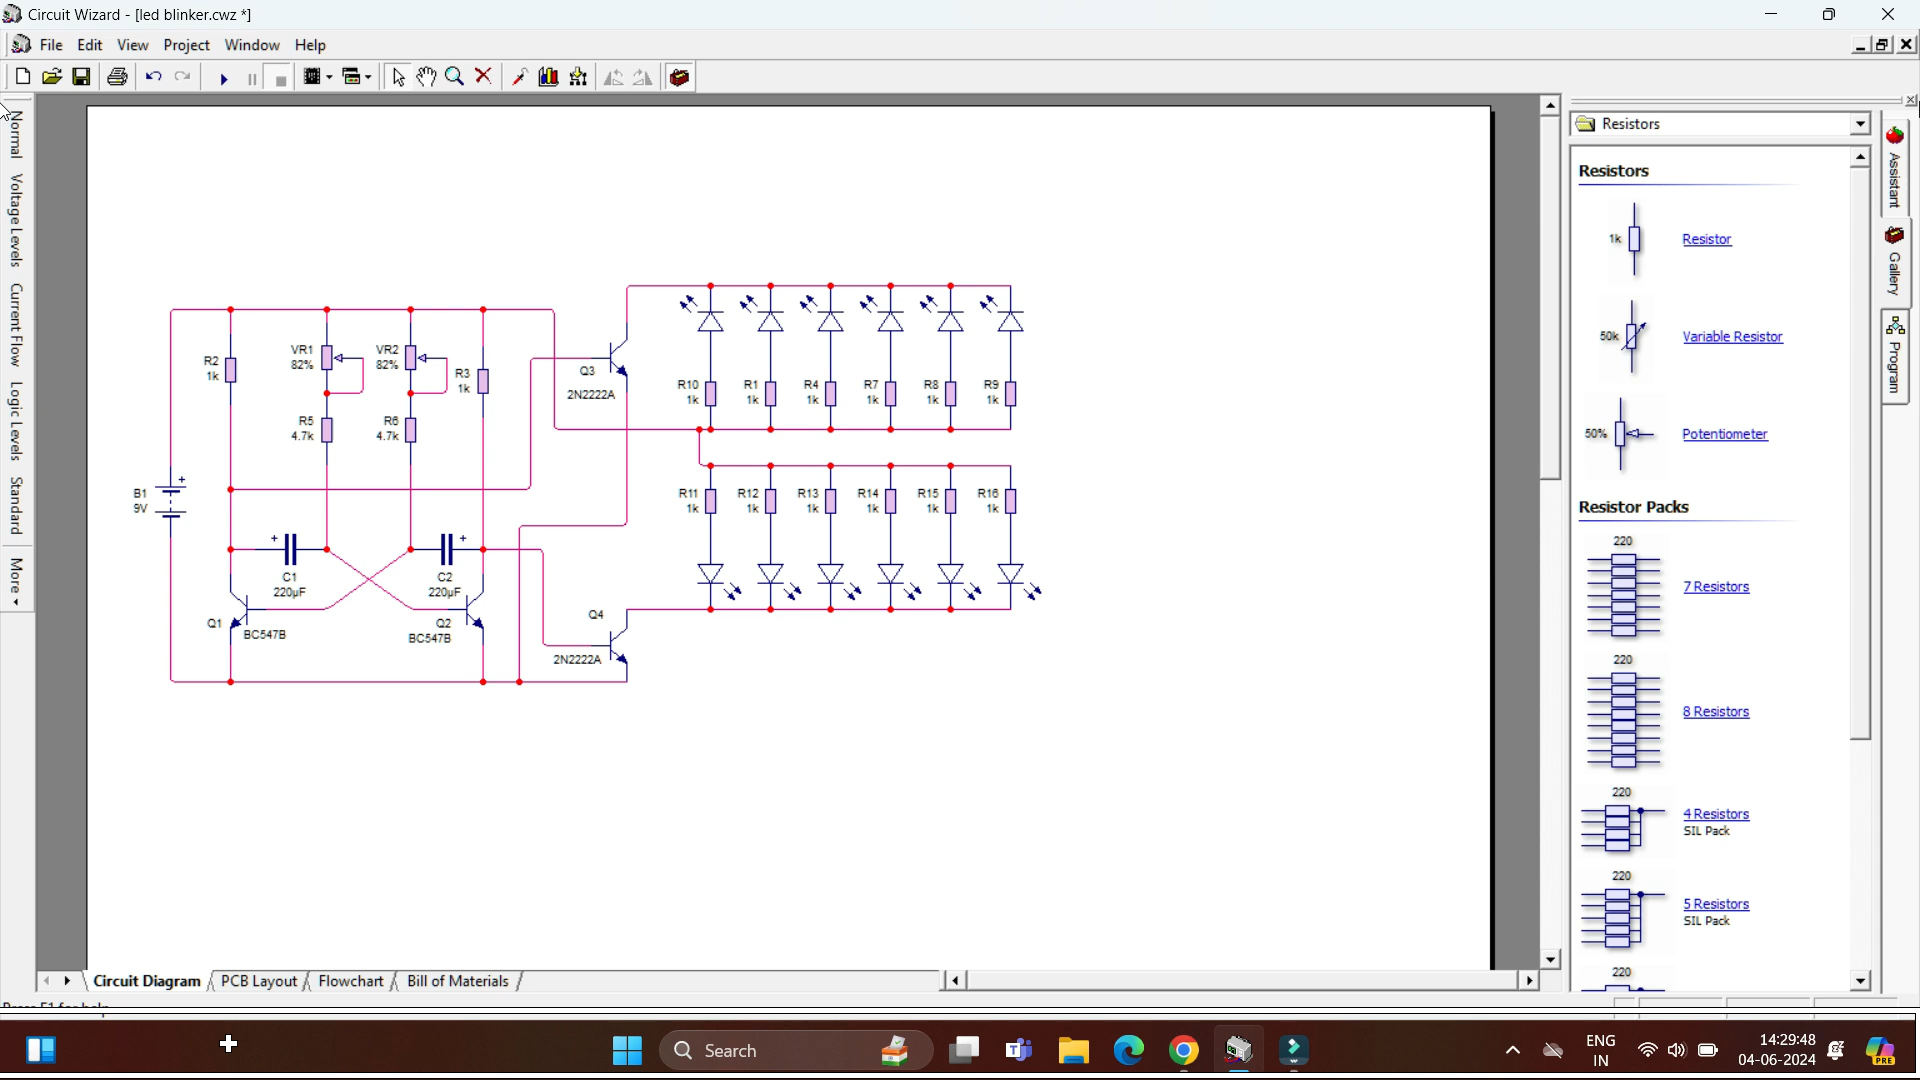 Circuit Wizard - [led blinker.cwz *]
File Edit View Project Window Help
Normal
Voltage Levels
Current Flow
Logic Levels
Standard
More
R2
1k
VR1
82%
VR2
82%
R3
1k
R5
4.7k
R6
4.7k
B1
9V
+
+
C1
220µF
+
C2
220µF
Q1
BC547B
Q2
BC547B
Q3
2N2222A
Q4
2N2222A
R10
1k
R1
1k
R4
1k
R7
1k
R8
1k
R9
1k
R11
1k
R12
1k
R13
1k
R14
1k
R15
1k
R16
1k
Resistors
Resistors
1k Resistor
50k Variable Resistor
50% Potentiometer
Resistor Packs
220
7 Resistors
220
8 Resistors
220
4 Resistors
SIL Pack
220
5 Resistors
SIL Pack
220
Assistant
Gallery
Program
Circuit Diagram PCB Layout Flowchart Bill of Materials
Search
ENG
IN
14:29:48
04-06-2024
PRE